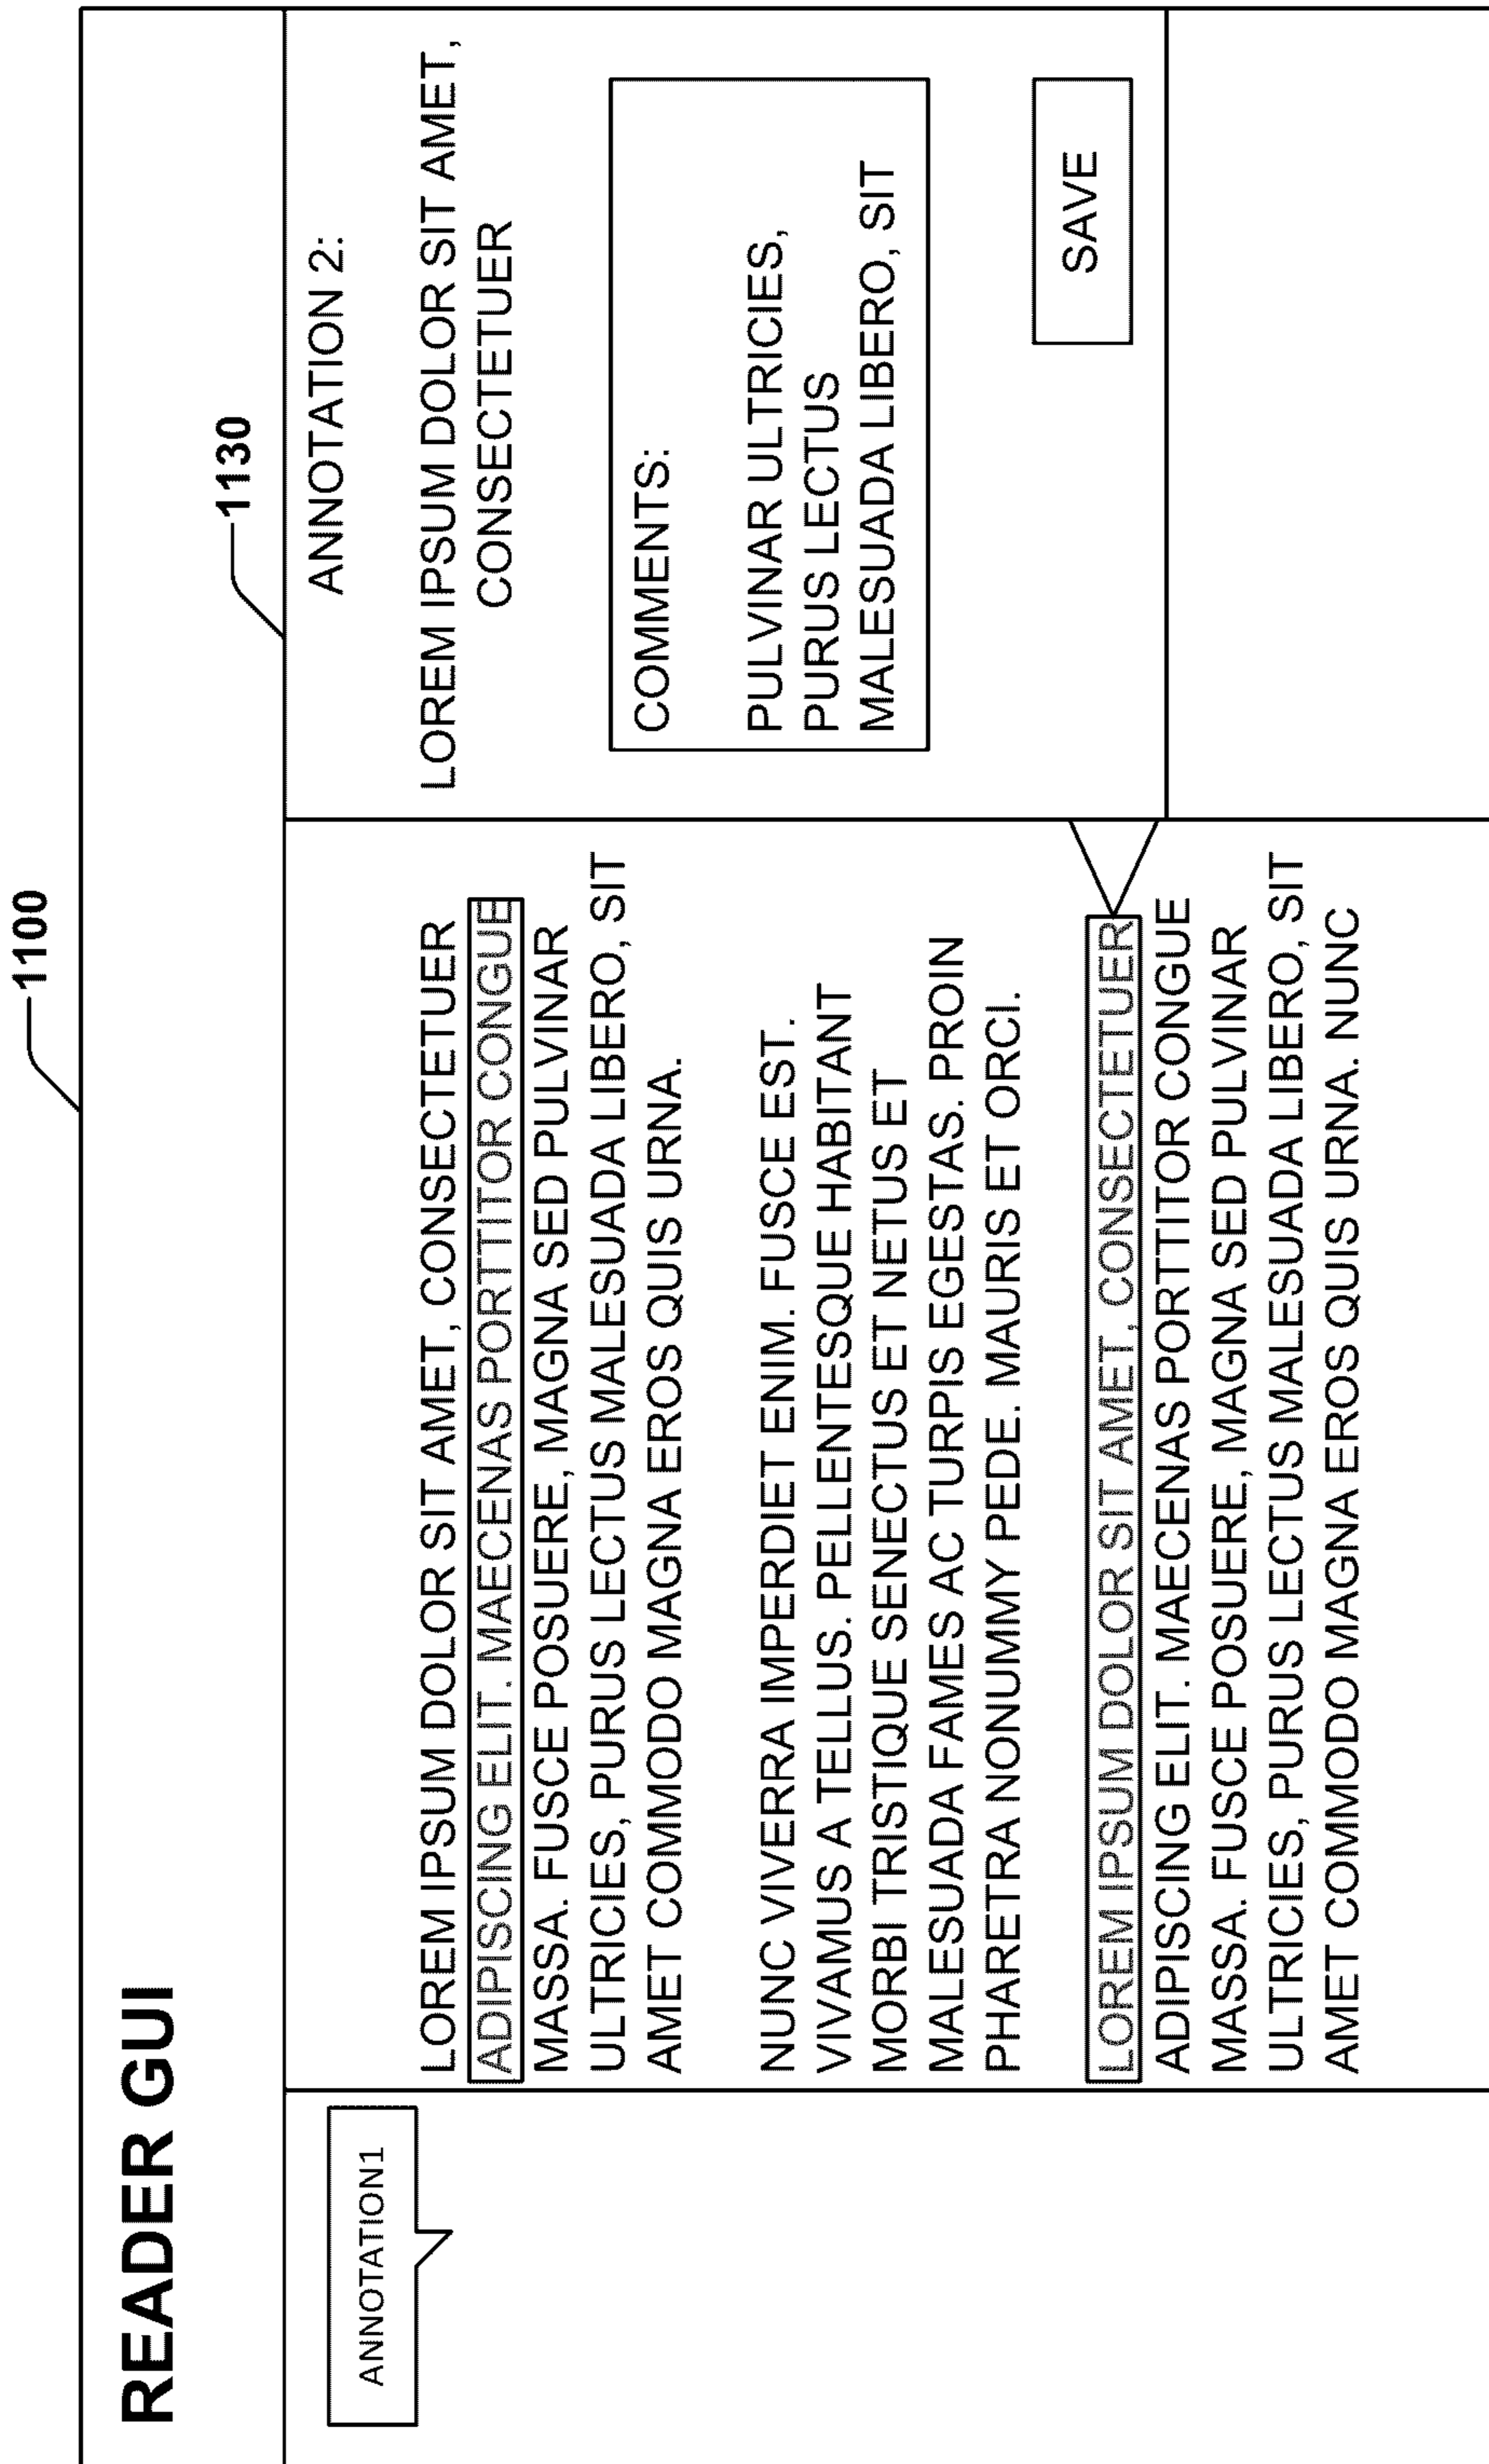 1100
READER GUI
1130
ANNOTATION1
LOREM IPSUM DOLOR SIT AMET, CONSECTETUER
ADIPISCING ELIT. MAECENAS PORTTITOR CONGUE
MASSA. FUSCE POSUERE, MAGNA SED PULVINAR
ULTRICIES, PURUS LECTUS MALESUADA LIBERO, SIT
AMET COMMODO MAGNA EROS QUIS URNA.
NUNC VIVERRA IMPERDIET ENIM. FUSCE EST.
VIVAMUS A TELLUS. PELLENTESQUE HABITANT
MORBI TRISTIQUE SENECTUS ET NETUS ET
MALESUADA FAMES AC TURPIS EGESTAS. PROIN
PHARETRA NONUMMY PEDE. MAURIS ET ORCI.
LOREM IPSUM DOLOR SIT AMET, CONSECTETUER
ADIPISCING ELIT. MAECENAS PORTTITOR CONGUE
MASSA. FUSCE POSUERE, MAGNA SED PULVINAR
ULTRICIES, PURUS LECTUS MALESUADA LIBERO, SIT
AMET COMMODO MAGNA EROS QUIS URNA. NUNC
ANNOTATION 2:
LOREM IPSUM DOLOR SIT AMET,
CONSECTETUER
COMMENTS:
PULVINAR ULTRICIES,
PURUS LECTUS
MALESUADA LIBERO, SIT
SAVE